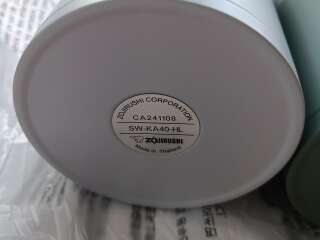 ZOJIRUSHI CORPORATION
CA241108
SW-KA40-HL
ZOJIRUSHI
Made in Thailand